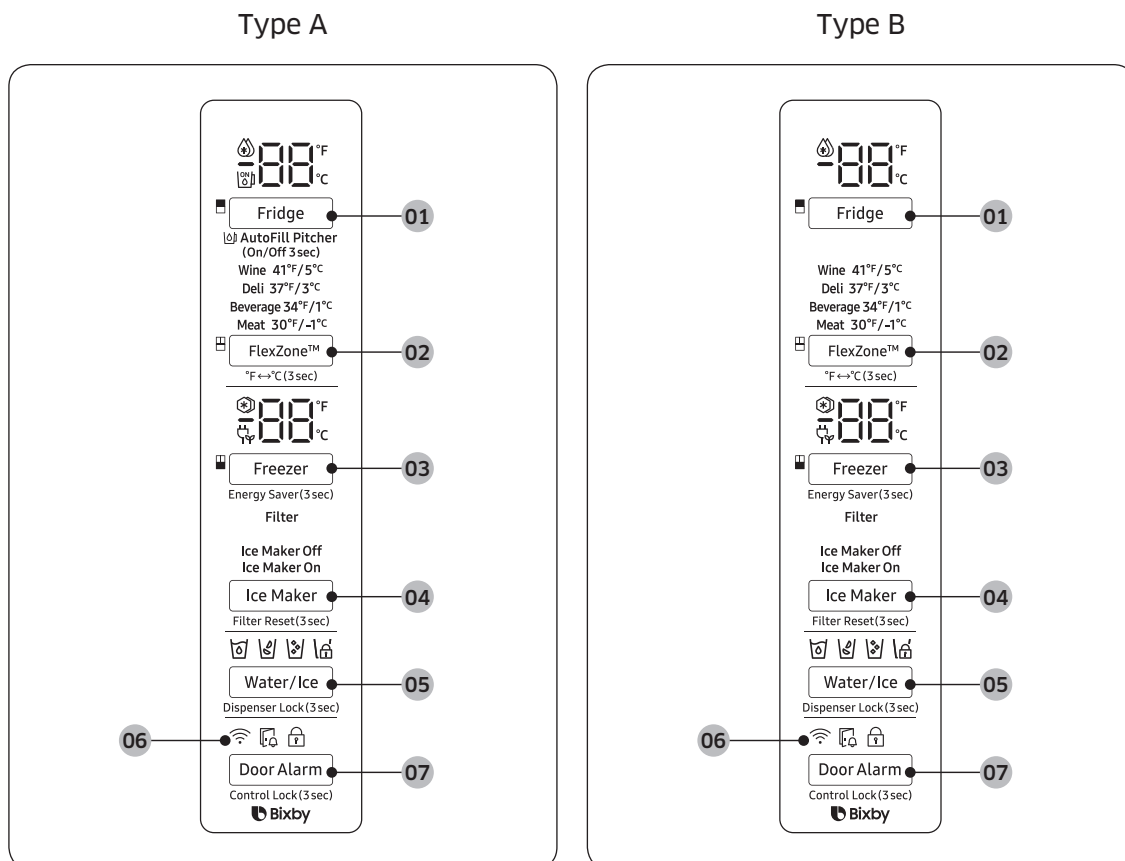 Type A
ON
88 °F
°C
Fridge
01
AutoFill Pitcher
(On/Off 3 sec)
Wine 41°F/5°C
Deli 37°F/3°C
Beverage 34°F/1°C
Meat 30°F/-1°C
FlexZone™
02
°F↔°C(3 sec)
88 °F
°C
Freezer
03
Energy Saver(3 sec)
Filter
Ice Maker Off
Ice Maker On
Ice Maker
04
Filter Reset(3 sec)
Water/Ice
05
Dispenser Lock(3 sec)
06
Door Alarm
07
Control Lock(3 sec)
Bixby
Type B
88 °F
°C
Fridge
01
Wine 41°F/5°C
Deli 37°F/3°C
Beverage 34°F/1°C
Meat 30°F/-1°C
FlexZone™
02
°F↔°C(3 sec)
88 °F
°C
Freezer
03
Energy Saver(3 sec)
Filter
Ice Maker Off
Ice Maker On
Ice Maker
04
Filter Reset(3 sec)
Water/Ice
05
Dispenser Lock(3 sec)
06
Door Alarm
07
Control Lock(3 sec)
Bixby